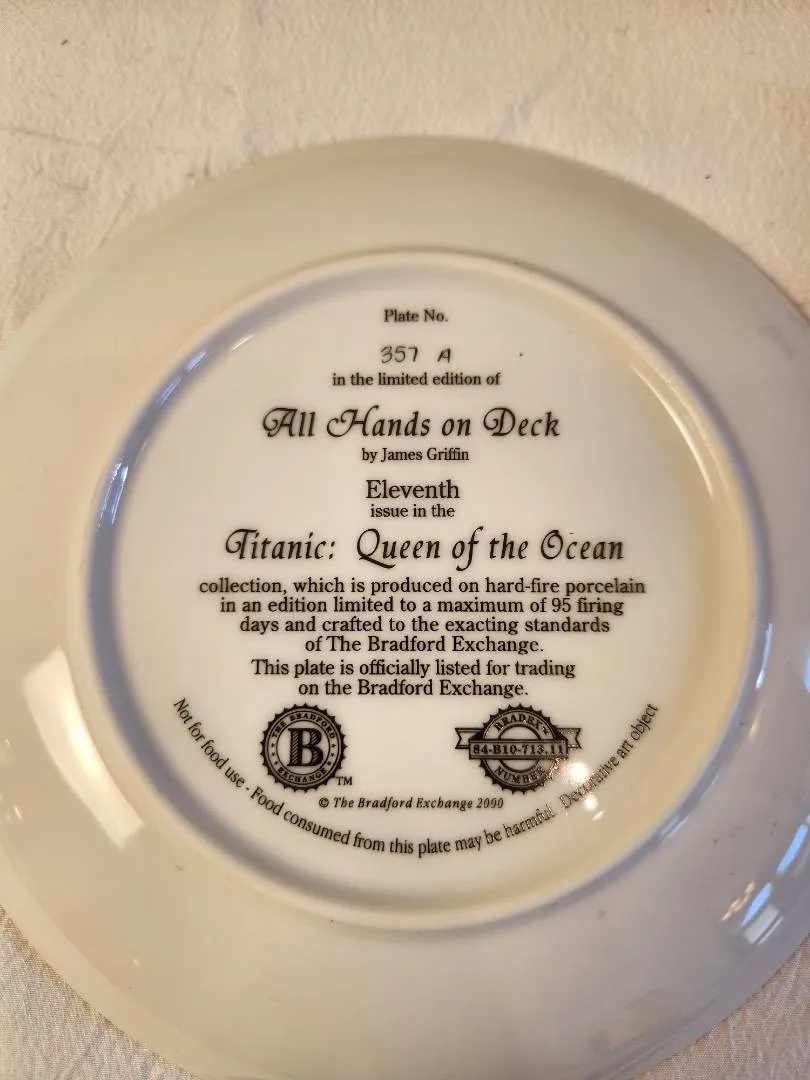 Plate No.
357 A
in the limited edition of
All Hands on Deck
by James Griffin
Eleventh
issue in the
Titanic: Queen of the Ocean
collection, which is produced on hard-fire porcelain
in an edition limited to a maximum of 95 firing
days and crafted to the exacting standards
of The Bradford Exchange.
This plate is officially listed for trading
on the Bradford Exchange.
THE BRADFORD
B
EXCHANGE
TM
BRADEX™
84-B10-713.11
NUMBER
© The Bradford Exchange 2000
Not for food use - Food consumed from this plate may be harmful. Decorative art object